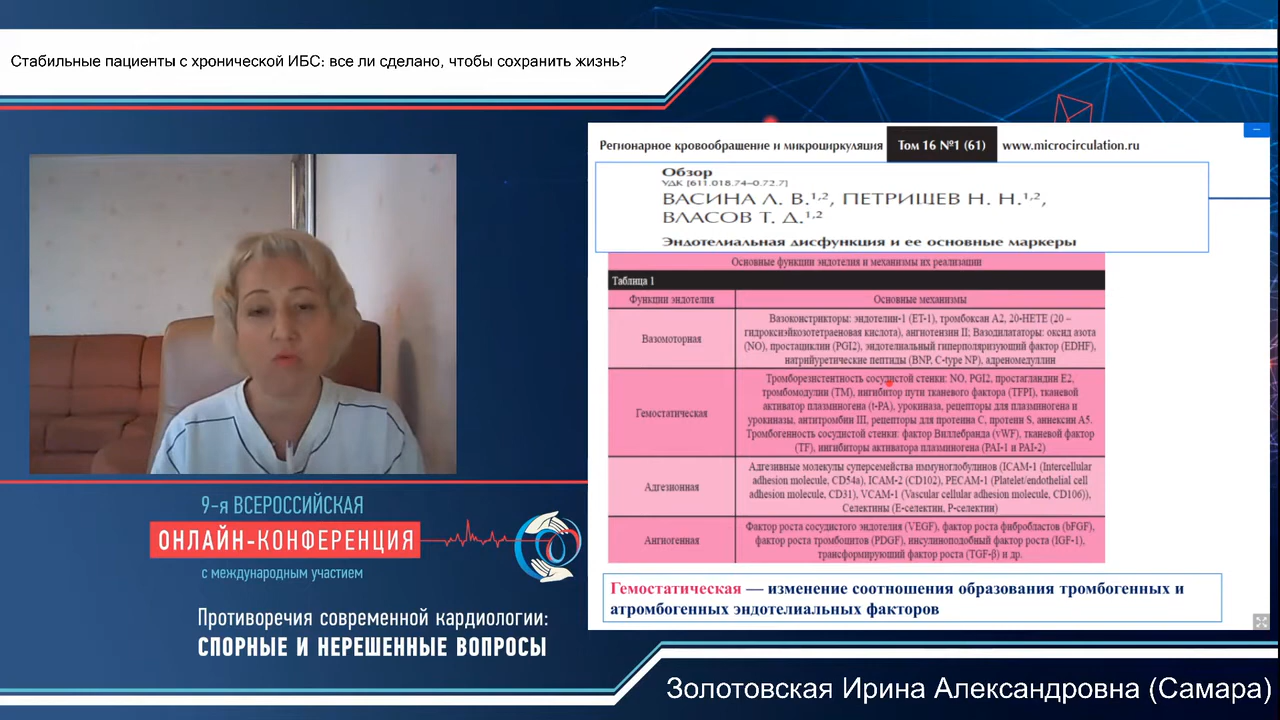 Стабильные пациенты с хронической ИБС: все ли сделано, чтобы сохранить жизнь?
Регионарное кровообращение и микроциркуляция Том 16 №1 (61) www.microcirculation.ru
Обзор
УДК [611.018.74–0.72.7]
ВАСИНА Л. В.¹,², ПЕТРИЩЕВ Н. Н.¹,²,
ВЛАСОВ Т. Д.¹,²
Эндотелиальная дисфункция и ее основные маркеры
Основные функции эндотелия и механизмы их реализации
Таблица 1
Функции эндотелия Основные механизмы
Вазомоторная
Вазоконстрикторы: эндотелин-1 (ET-1), тромбоксан А2, 20-HETE (20 –
гидроксиэйкозотетраеновая кислота), ангиотензин II; Вазодилататоры: оксид азота
(NO), простациклин (PGI2), эндотелиальный гиперполяризующий фактор (EDHF),
натрийуретические пептиды (BNP, C-type NP), адреномедуллин
Гемостатическая
Тромборезистентность сосудистой стенки: NO, PGI2, простагландин E2,
тромбомодулин (TM), ингибитор пути тканевого фактора (TFPI), тканевой
активатор плазминогена (t-PA), урокиназа, рецепторы для плазминогена и
урокиназы, антитромбин III, рецепторы для протеина C, протеин S, аннексин A5.
Тромбогенность сосудистой стенки: фактор Виллебранда (vWF), тканевой фактор
(TF), ингибиторы активатора плазминогена (PAI-1 и PAI-2)
Адгезионная
Адгезивные молекулы суперсемейства иммуноглобулинов (ICAM-1 (Intercellular
adhesion molecule, CD54a), ICAM-2 (CD102), PECAM-1 (Platelet/endothelial cell
adhesion molecule, CD31), VCAM-1 (Vascular cellular adhesion molecule, CD106)),
Селектины (E-селектин, P-селектин)
Ангиогенная
Фактор роста сосудистого эндотелия (VEGF), фактор роста фибробластов (bFGF),
фактор роста тромбоцитов (PDGF), инсулиноподобный фактор роста (IGF-1),
трансформирующий фактор роста (TGF-β) и др.
Гемостатическая — изменение соотношения образования тромбогенных и
атромбогенных эндотелиальных факторов
9-я ВСЕРОССИЙСКАЯ
ОНЛАЙН-КОНФЕРЕНЦИЯ
с международным участием
Противоречия современной кардиологии:
СПОРНЫЕ И НЕРЕШЕННЫЕ ВОПРОСЫ
Золотовская Ирина Александровна (Самара)